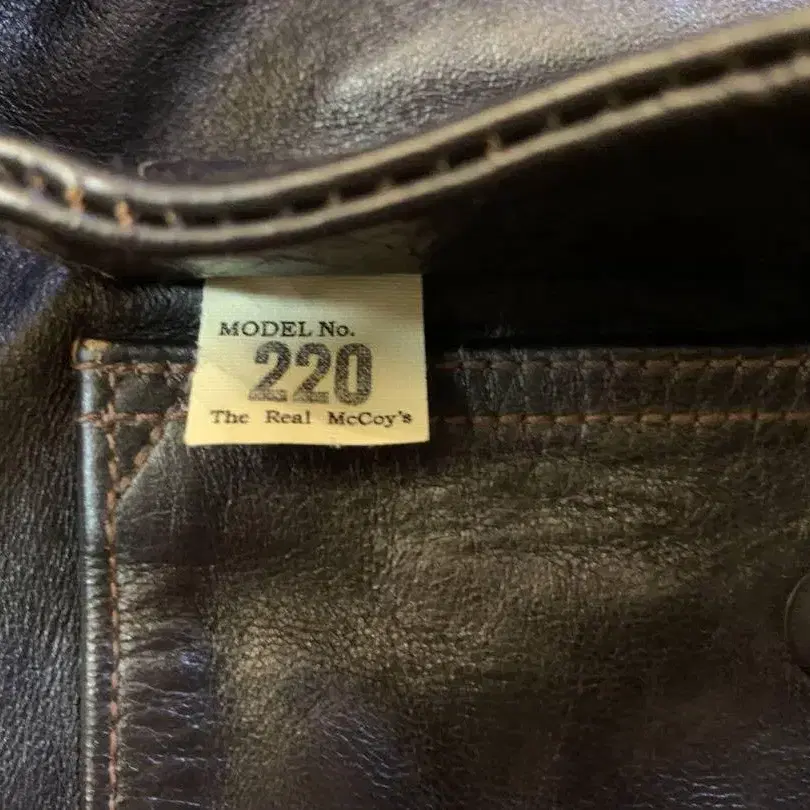 MODEL No.
220
The Real McCoy's